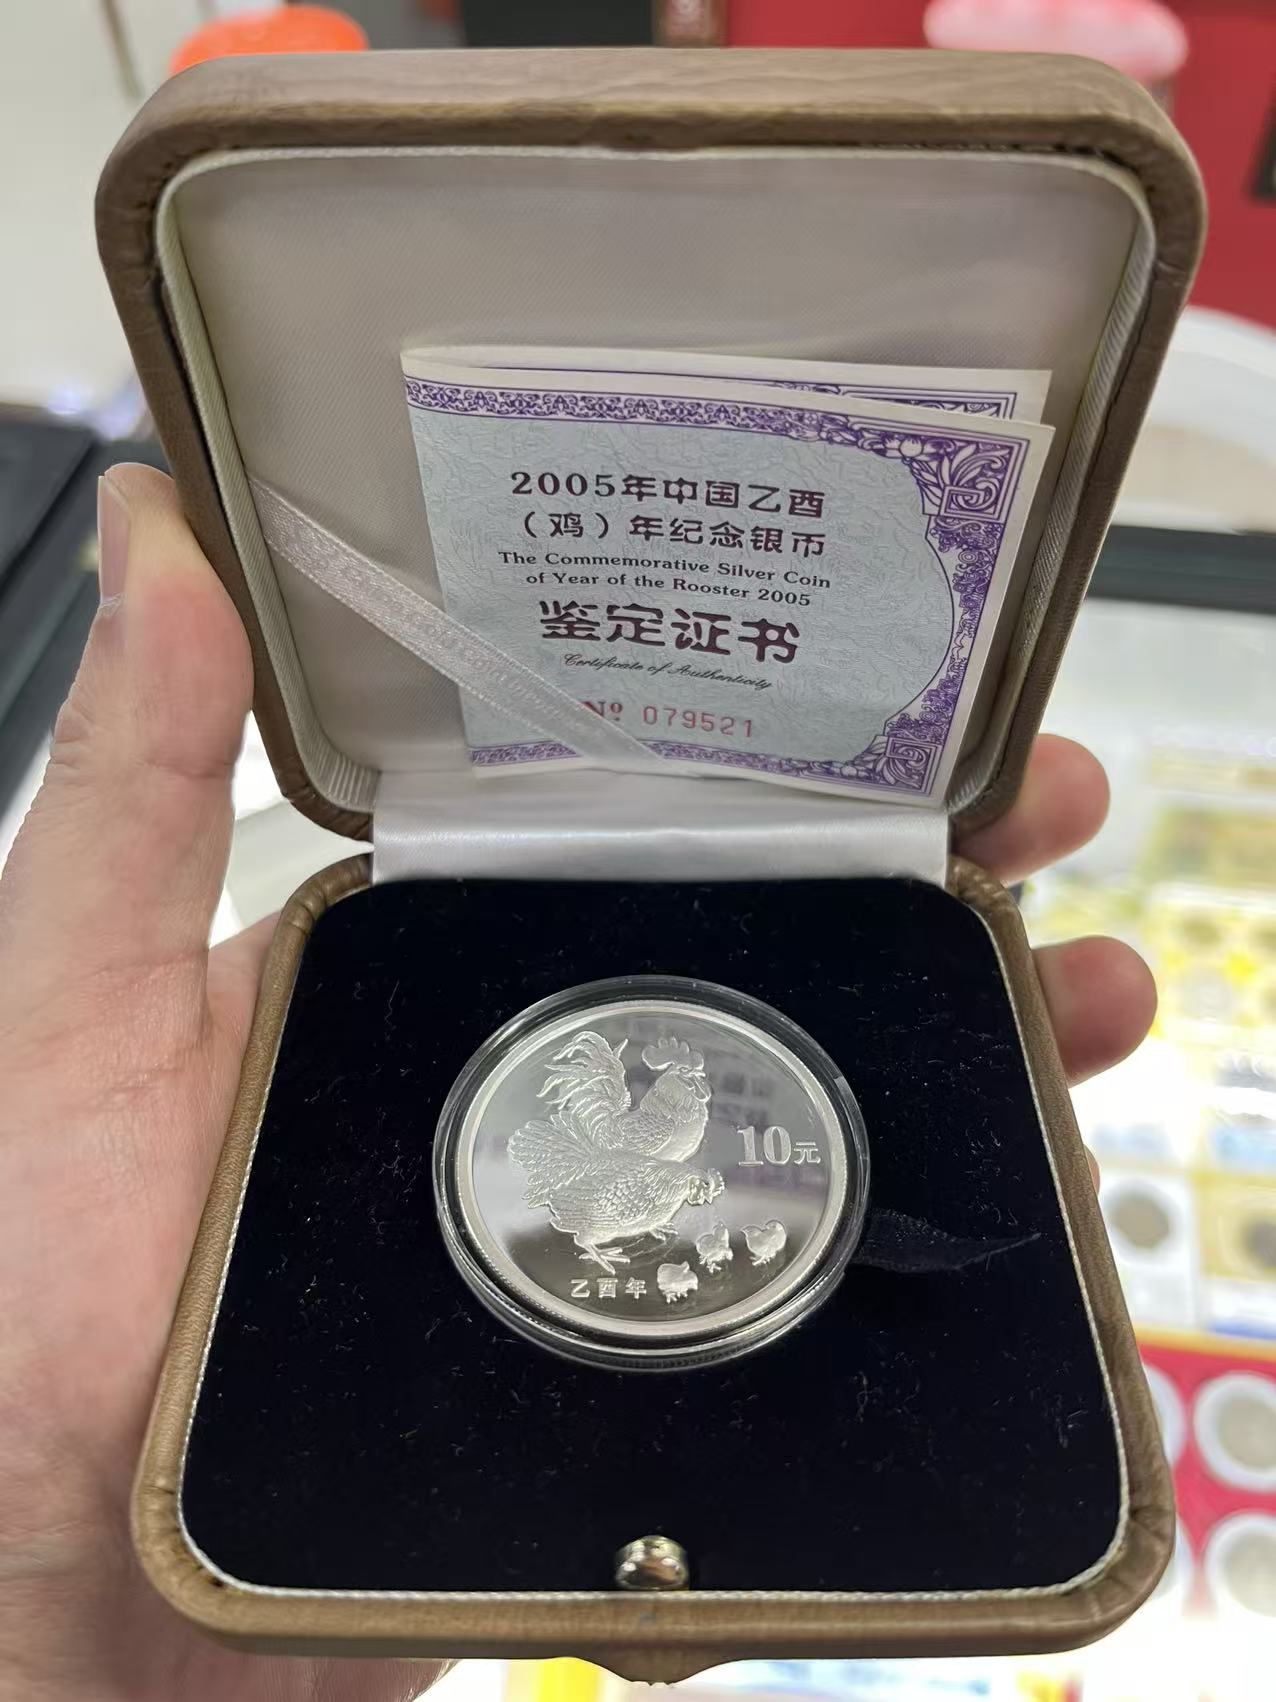 2005年中国乙酉
（鸡）年纪念银币
The Commemorative Silver Coin
of Year of the Rooster 2005
鉴定证书
Certificate of Authenticity
Nº 079521
10元
乙酉年